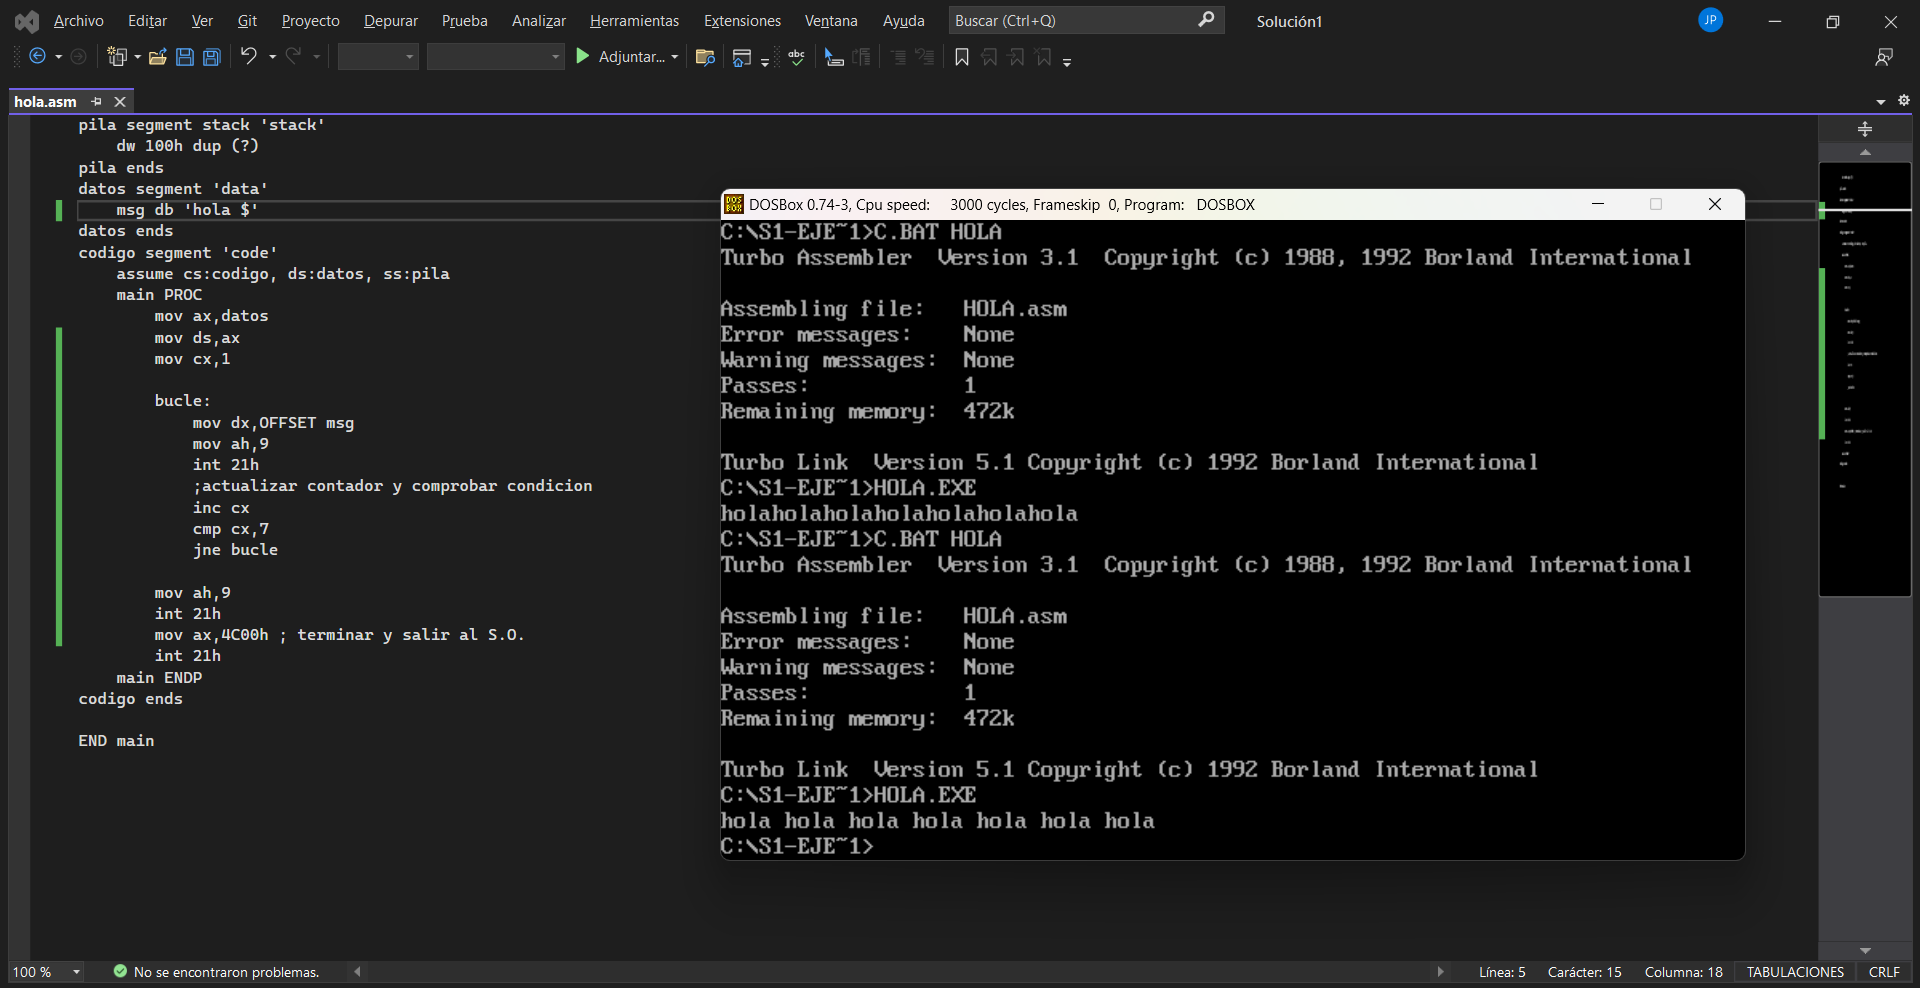 Archivo Editar Ver Git Proyecto Depurar Prueba Analizar Herramientas Extensiones Ventana Ayuda Buscar (Ctrl+Q) Solución1 JP
Adjuntar... abc
hola.asm
pila segment stack 'stack'
dw 100h dup (?)
pila ends
datos segment 'data'
msg db 'hola $'
datos ends
codigo segment 'code'
assume cs:codigo, ds:datos, ss:pila
main PROC
mov ax,datos
mov ds,ax
mov cx,1
bucle:
mov dx,OFFSET msg
mov ah,9
int 21h
;actualizar contador y comprobar condicion
inc cx
cmp cx,7
jne bucle
mov ah,9
int 21h
mov ax,4C00h ; terminar y salir al S.O.
int 21h
main ENDP
codigo ends
END main
DOS BOX DOSBox 0.74-3, Cpu speed: 3000 cycles, Frameskip 0, Program: DOSBOX
C:\S1-EJE~1>C.BAT HOLA
Turbo Assembler Version 3.1 Copyright (c) 1988, 1992 Borland International
Assembling file: HOLA.asm
Error messages: None
Warning messages: None
Passes: 1
Remaining memory: 472k
Turbo Link Version 5.1 Copyright (c) 1992 Borland International
C:\S1-EJE~1>HOLA.EXE
holaholaholaholaholaholahola
C:\S1-EJE~1>C.BAT HOLA
Turbo Assembler Version 3.1 Copyright (c) 1988, 1992 Borland International
Assembling file: HOLA.asm
Error messages: None
Warning messages: None
Passes: 1
Remaining memory: 472k
Turbo Link Version 5.1 Copyright (c) 1992 Borland International
C:\S1-EJE~1>HOLA.EXE
hola hola hola hola hola hola hola
C:\S1-EJE~1>
100 % No se encontraron problemas. Línea: 5 Carácter: 15 Columna: 18 TABULACIONES CRLF